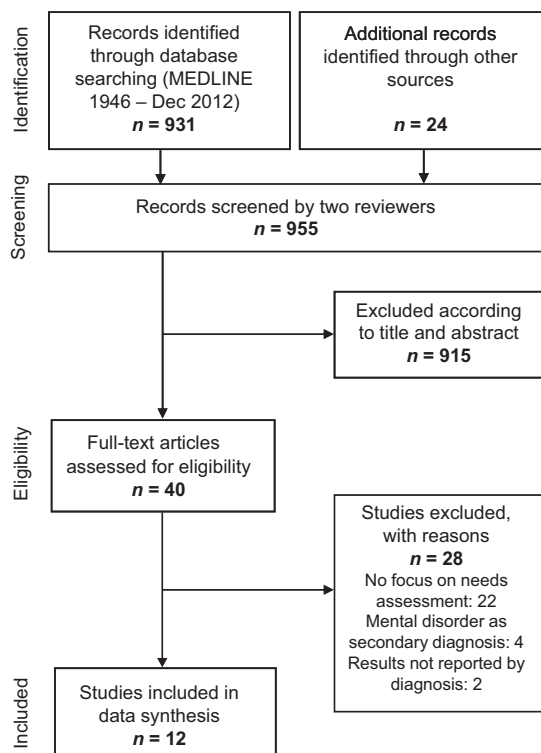 Identification
Records identified
through database
searching (MEDLINE
1946 – Dec 2012)
n = 931
Additional records
identified through other
sources
n = 24
Screening
Records screened by two reviewers
n = 955
Excluded according
to title and abstract
n = 915
Eligibility
Full-text articles
assessed for eligibility
n = 40
Studies excluded,
with reasons
n = 28
No focus on needs
assessment: 22
Mental disorder as
secondary diagnosis: 4
Results not reported by
diagnosis: 2
Included
Studies included in
data synthesis
n = 12